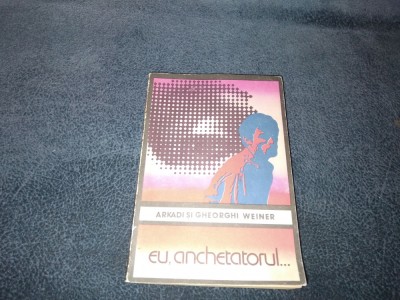 ARKADI ȘI GHEORGHI WEINER
eu, anchetatorul...